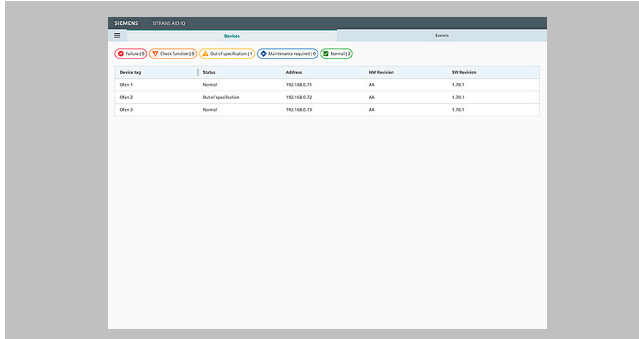 SIEMENS SITRANS AID IQ
Devices Events
Failure | 0 Check function | 0 Out of specification | 1 Maintenance required | 0 Normal | 2
Device tag Status Address HW Revision SW Revision
Ofen 1 Normal 192.168.0.71 AA 1.70.1
Ofen 2 Out of specification 192.168.0.72 AA 1.70.1
Ofen 3 Normal 192.168.0.73 AA 1.70.1